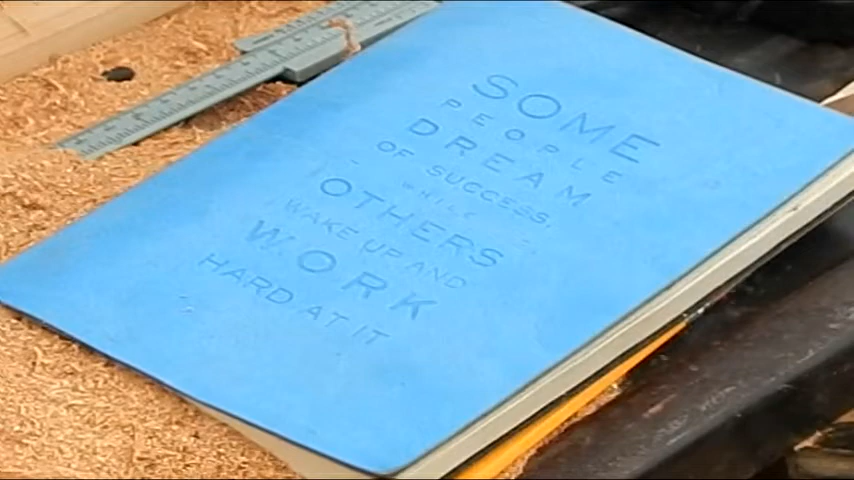 SOME
PEOPLE
DREAM
OF SUCCESS,
WHILE
OTHERS
WAKE UP AND
WORK
HARD AT IT